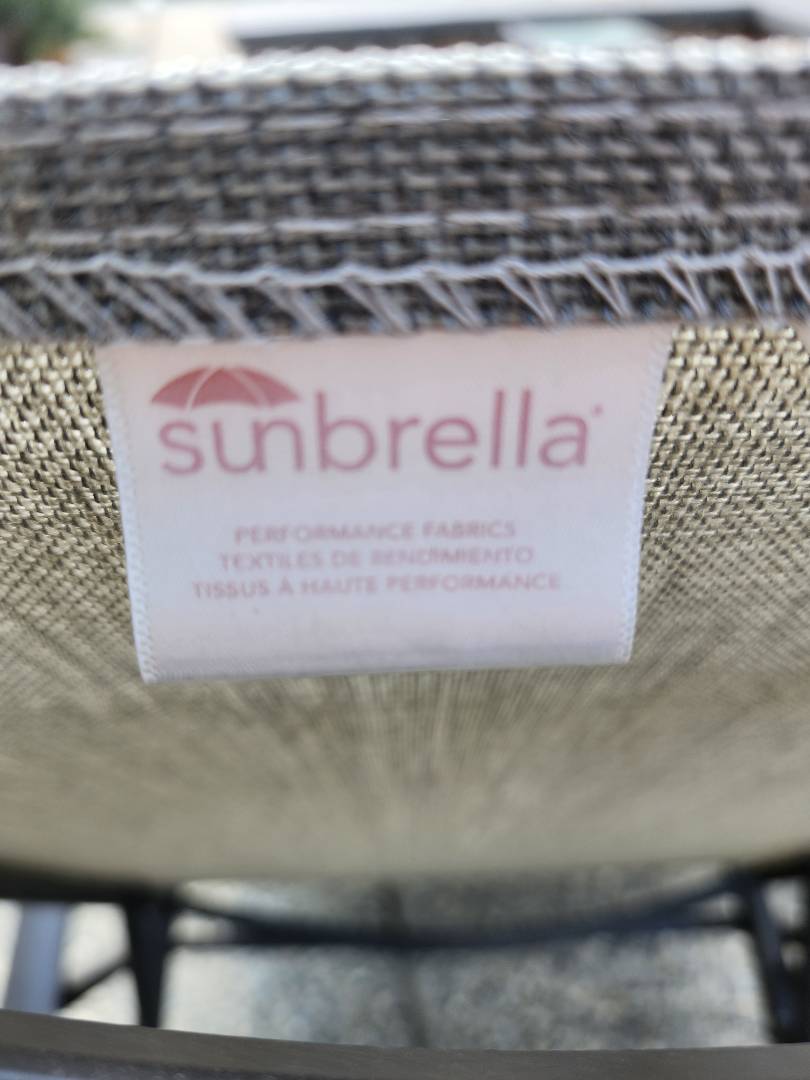 sunbrella®
PERFORMANCE FABRICS
TEXTILES DE RENDIMIENTO
TISSUS À HAUTE PERFORMANCE